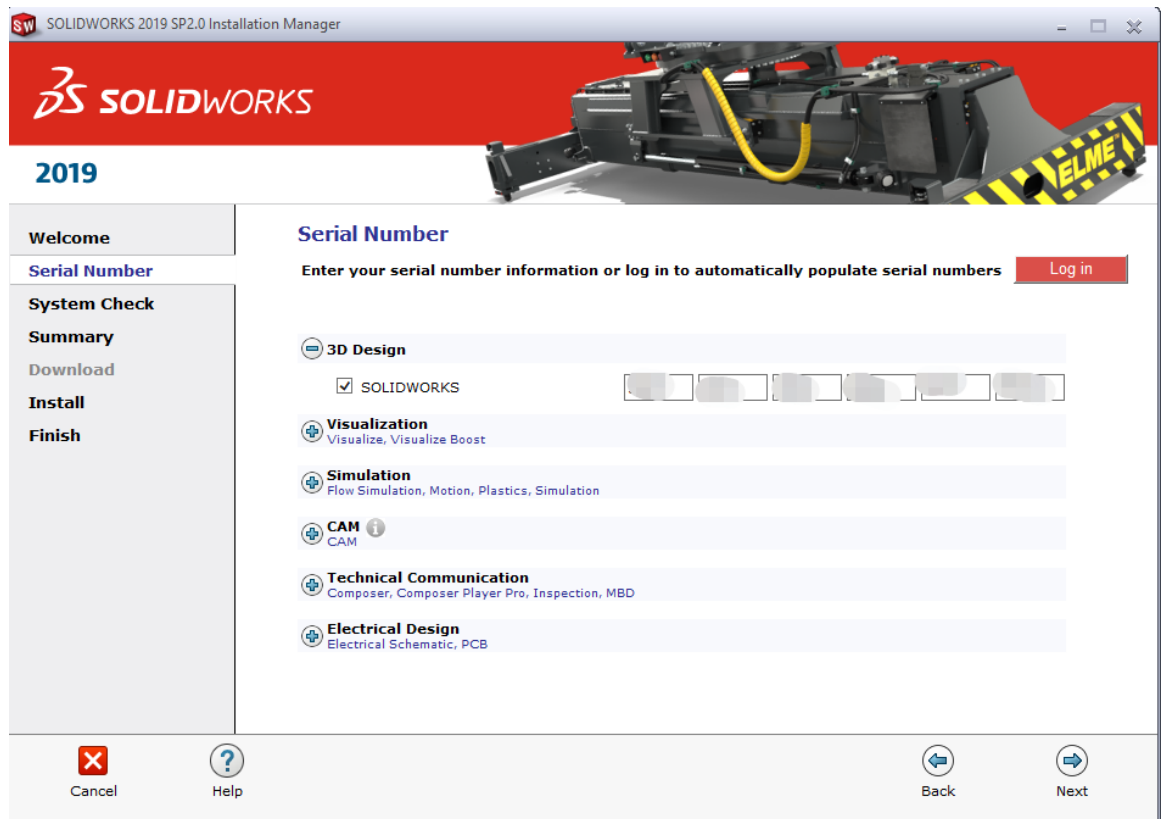 SOLIDWORKS 2019 SP2.0 Installation Manager
SOLIDWORKS
2019
ELME
Welcome
Serial Number
System Check
Summary
Download
Install
Finish
Serial Number
Enter your serial number information or log in to automatically populate serial numbers
Log in
3D Design
SOLIDWORKS
Visualization
Visualize, Visualize Boost
Simulation
Flow Simulation, Motion, Plastics, Simulation
CAM
CAM
Technical Communication
Composer, Composer Player Pro, Inspection, MBD
Electrical Design
Electrical Schematic, PCB
Cancel
Help
Back
Next